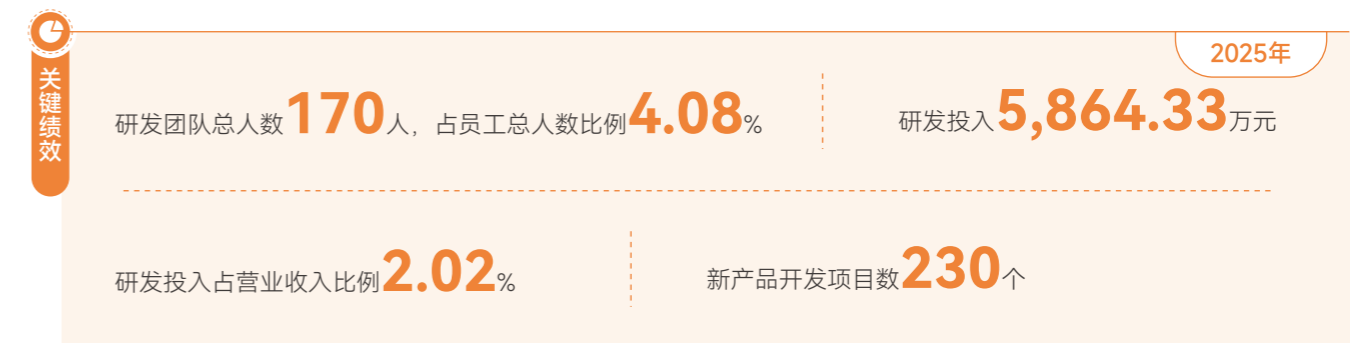 关键绩效
2025年
研发团队总人数170人，占员工总人数比例4.08%
研发投入5,864.33万元
研发投入占营业收入比例2.02%
新产品开发项目数230个